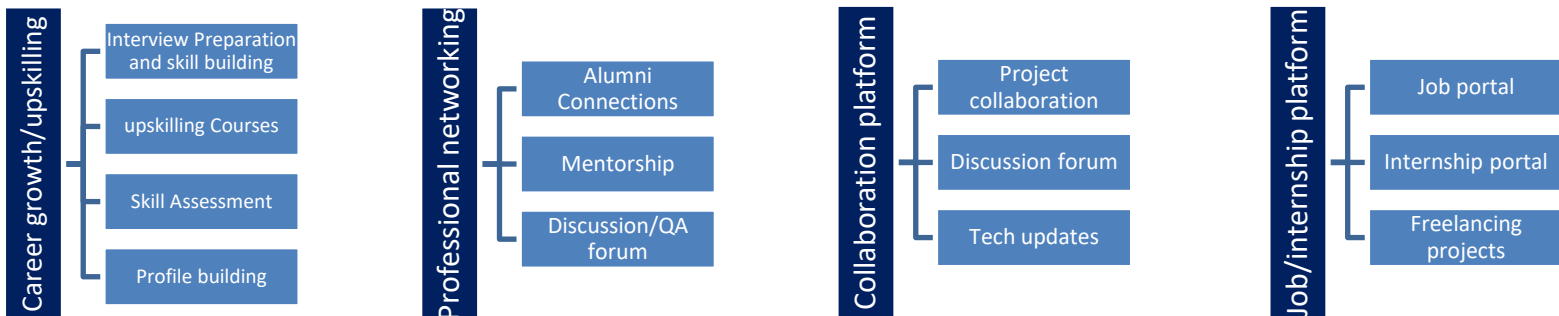 Career growth/upskilling
Interview Preparation
and skill building
upskilling Courses
Skill Assessment
Profile building
Professional networking
Alumni
Connections
Mentorship
Discussion/QA
forum
Collaboration platform
Project
collaboration
Discussion forum
Tech updates
Job/internship platform
Job portal
Internship portal
Freelancing
projects